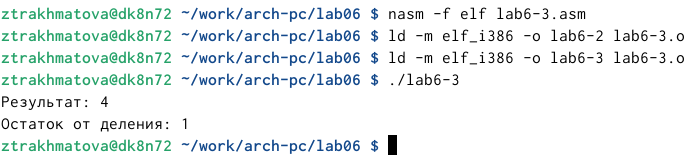 ztrakhmatova@dk8n72 ~/work/arch-pc/lab06 $ nasm -f elf lab6-3.asm
ztrakhmatova@dk8n72 ~/work/arch-pc/lab06 $ ld -m elf_i386 -o lab6-2 lab6-3.o
ztrakhmatova@dk8n72 ~/work/arch-pc/lab06 $ ld -m elf_i386 -o lab6-3 lab6-3.o
ztrakhmatova@dk8n72 ~/work/arch-pc/lab06 $ ./lab6-3
Результат: 4
Остаток от деления: 1
ztrakhmatova@dk8n72 ~/work/arch-pc/lab06 $